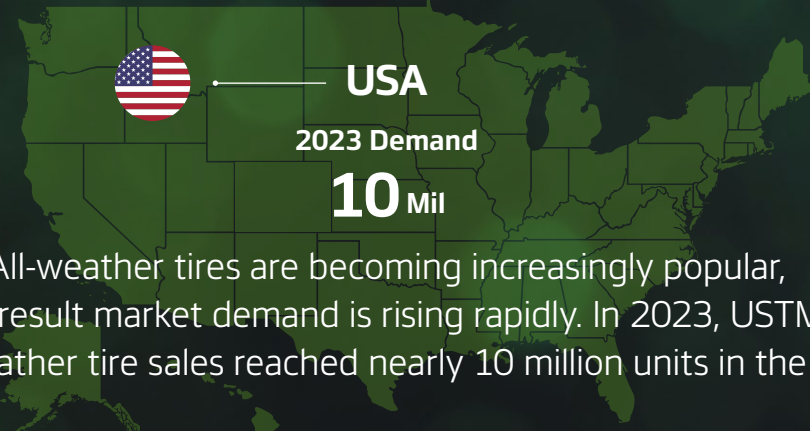 USA
2023 Demand
10 Mil
All-weather tires are becoming increasingly popular,
result market demand is rising rapidly. In 2023, USTM
ather tire sales reached nearly 10 million units in the